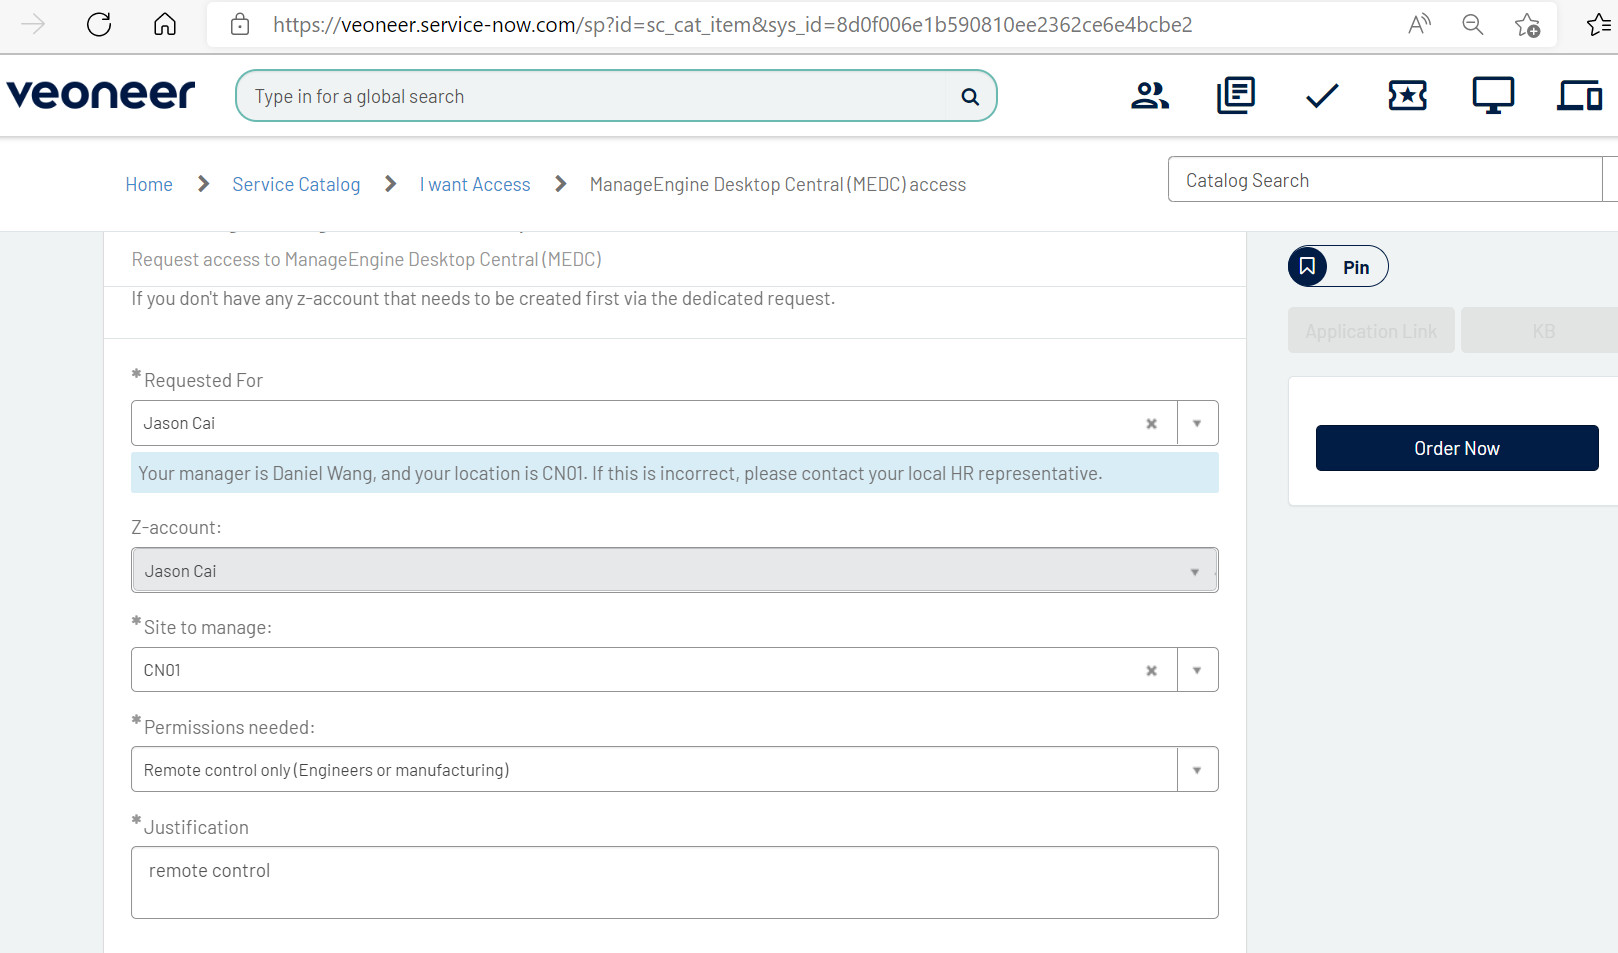 https://veoneer.service-now.com/sp?id=sc_cat_item&sys_id=8d0f006e1b590810ee2362ce6e4bcbe2
veoneer
Type in for a global search
Home
Service Catalog
I want Access
ManageEngine Desktop Central (MEDC) access
Catalog Search
Request access to ManageEngine Desktop Central (MEDC)
If you don't have any z-account that needs to be created first via the dedicated request.
Pin
Application Link
KB
Order Now
* Requested For
Jason Cai
Your manager is Daniel Wang, and your location is CN01. If this is incorrect, please contact your local HR representative.
Z-account:
Jason Cai
* Site to manage:
CN01
* Permissions needed:
Remote control only (Engineers or manufacturing)
* Justification
remote control